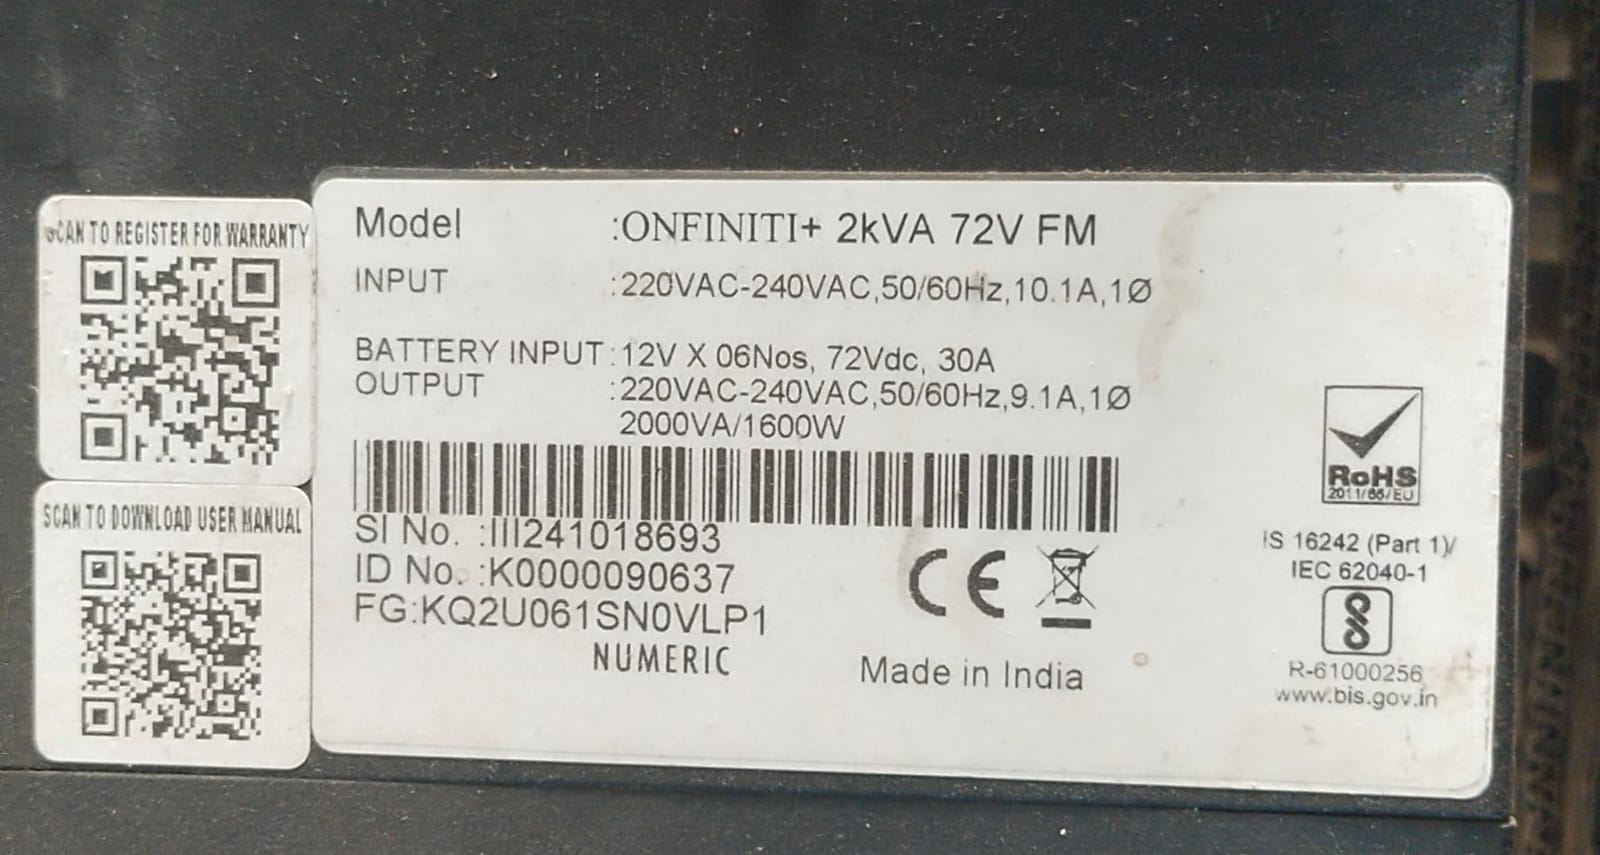 SCAN TO REGISTER FOR WARRANTY
SCAN TO DOWNLOAD USER MANUAL
Model :ONFINITI+ 2kVA 72V FM
INPUT :220VAC-240VAC,50/60Hz,10.1A,1Ø
BATTERY INPUT:12V X 06Nos, 72Vdc, 30A
OUTPUT :220VAC-240VAC,50/60Hz,9.1A,1Ø
2000VA/1600W
SI No. :III241018693
ID No. :K0000090637
FG:KQ2U061SN0VLP1
NUMERIC
CE
Made in India
RoHS
2011/65/EU
IS 16242 (Part 1)/
IEC 62040-1
R-61000256
www.bis.gov.in